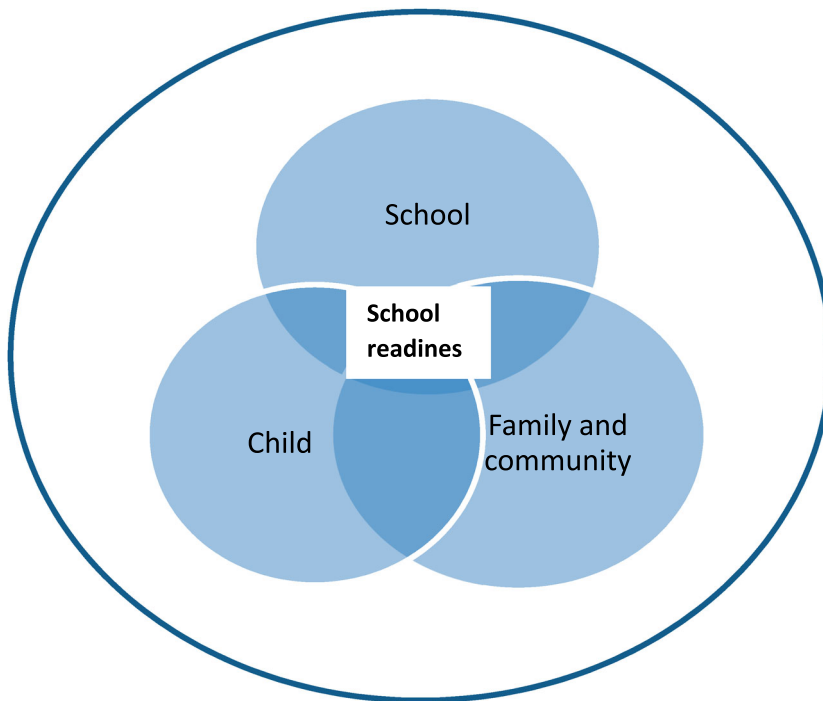 School
School
readines
Child
Family and
community